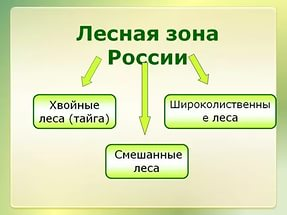 Лесная зона
России
Хвойные
леса (тайга)
Широколиственны
е леса
Смешанные
леса